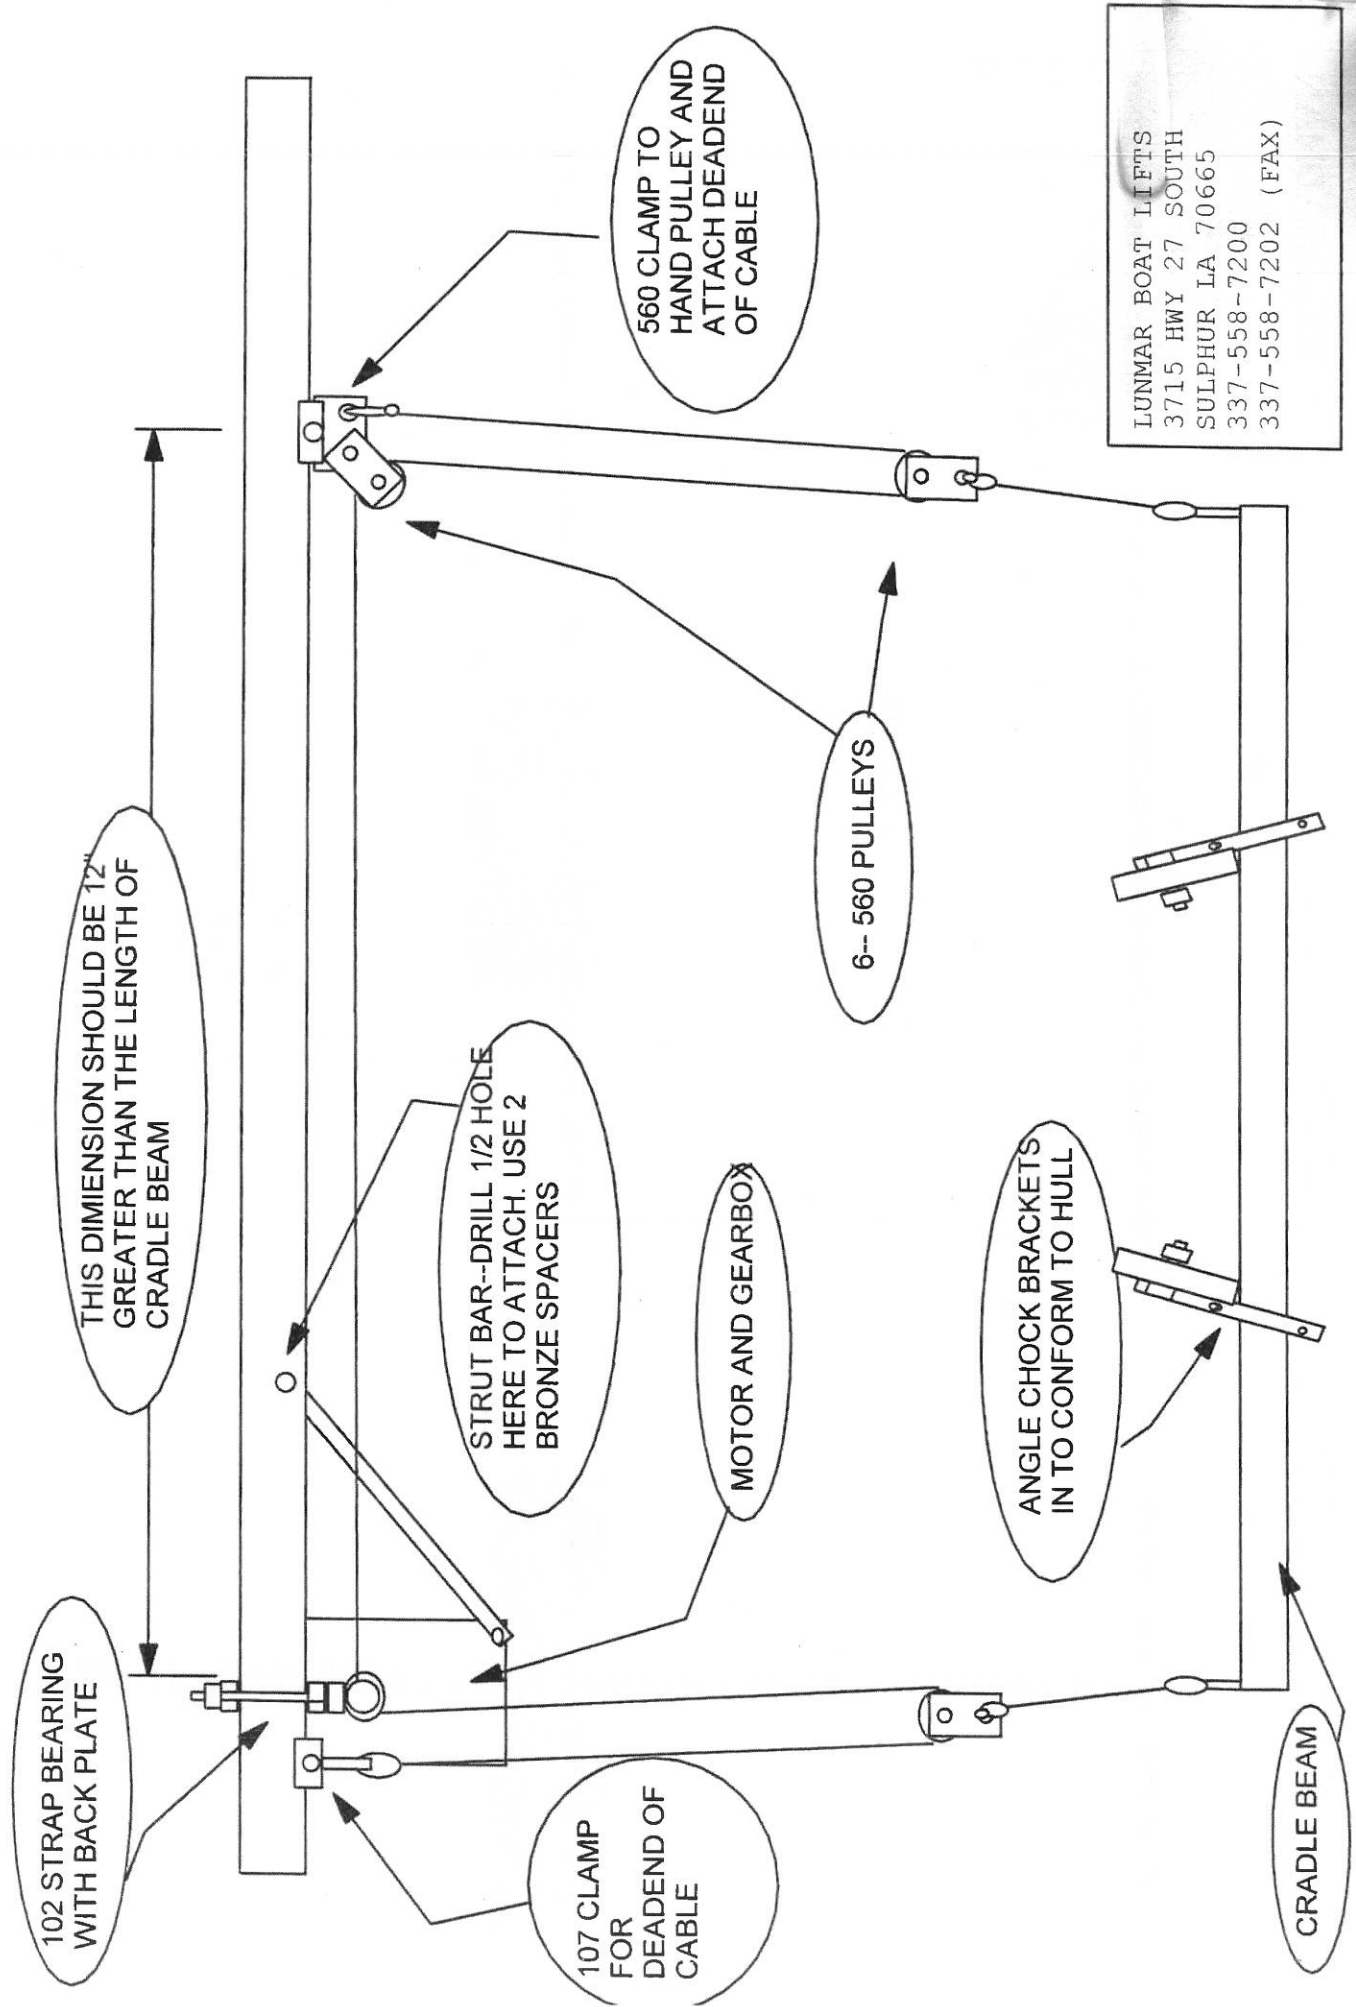 102 STRAP BEARING
WITH BACK PLATE
THIS DIMIENSION SHOULD BE 12"
GREATER THAN THE LENGTH OF
CRADLE BEAM
560 CLAMP TO
HAND PULLEY AND
ATTACH DEADEND
OF CABLE
STRUT BAR--DRILL 1/2 HOLE
HERE TO ATTACH. USE 2
BRONZE SPACERS
107 CLAMP
FOR
DEADEND OF
CABLE
MOTOR AND GEARBOX
6-- 560 PULLEYS
ANGLE CHOCK BRACKETS
IN TO CONFORM TO HULL
CRADLE BEAM
LUNMAR BOAT LIFTS
3715 HWY 27 SOUTH
SULPHUR LA 70665
337-558-7200
337-558-7202 (FAX)